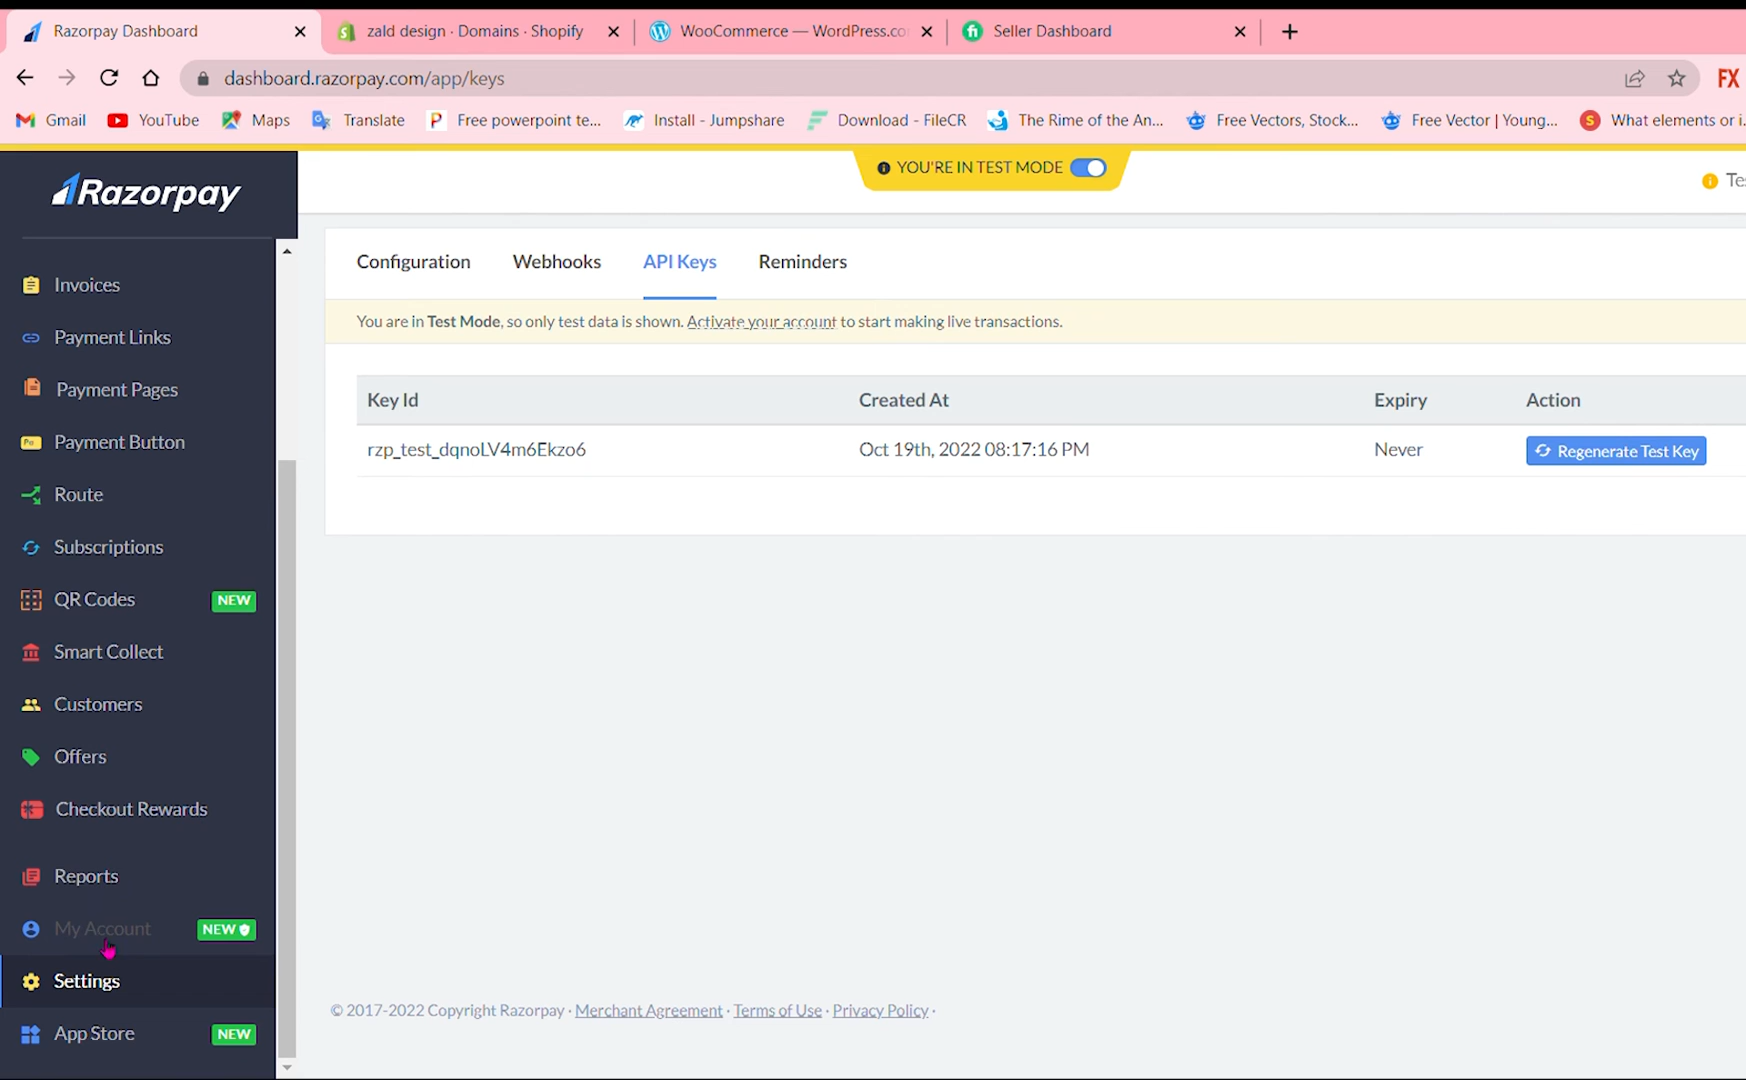 Razorpay Dashboard
zald design · Domains · Shopify
WooCommerce — WordPress.co
Seller Dashboard
dashboard.razorpay.com/app/keys
FX
Gmail
YouTube
Maps
Translate
Free powerpoint te...
Install - Jumpshare
Download - FileCR
The Rime of the An...
Free Vectors, Stock...
Free Vector | Young...
What elements or i...
Razorpay
YOU'RE IN TEST MODE
Tes
Configuration
Webhooks
API Keys
Reminders
You are in Test Mode, so only test data is shown. Activate your account to start making live transactions.
Key Id
Created At
Expiry
Action
rzp_test_dqnoLV4m6Ekzo6
Oct 19th, 2022 08:17:16 PM
Never
Regenerate Test Key
Invoices
Payment Links
Payment Pages
Payment Button
Route
Subscriptions
QR Codes NEW
Smart Collect
Customers
Offers
Checkout Rewards
Reports
My Account NEW
Settings
App Store NEW
© 2017-2022 Copyright Razorpay · Merchant Agreement · Terms of Use · Privacy Policy ·